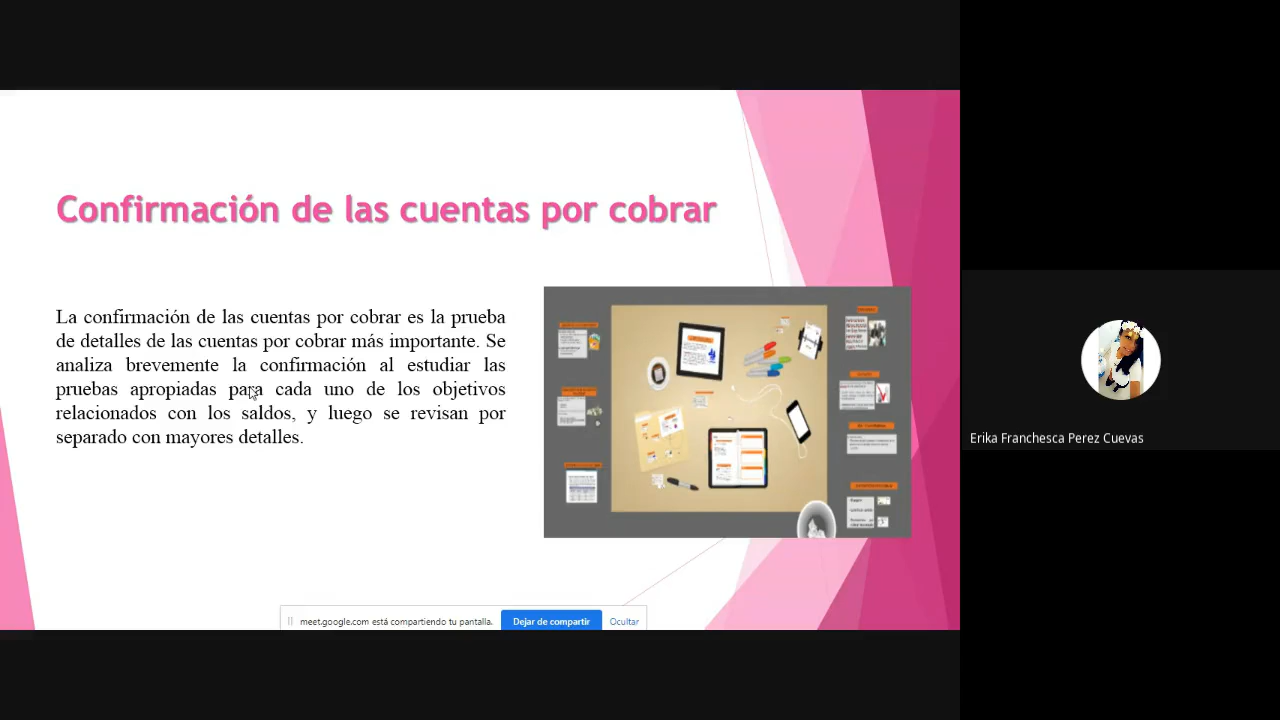 Confirmación de las cuentas por cobrar
La confirmación de las cuentas por cobrar es la prueba
de detalles de las cuentas por cobrar más importante. Se
analiza brevemente la confirmación al estudiar las
pruebas apropiadas para cada uno de los objetivos
relacionados con los saldos, y luego se revisan por
separado con mayores detalles.
meet.google.com está compartiendo tu pantalla.
Dejar de compartir
Ocultar
Erika Franchesca Perez Cuevas